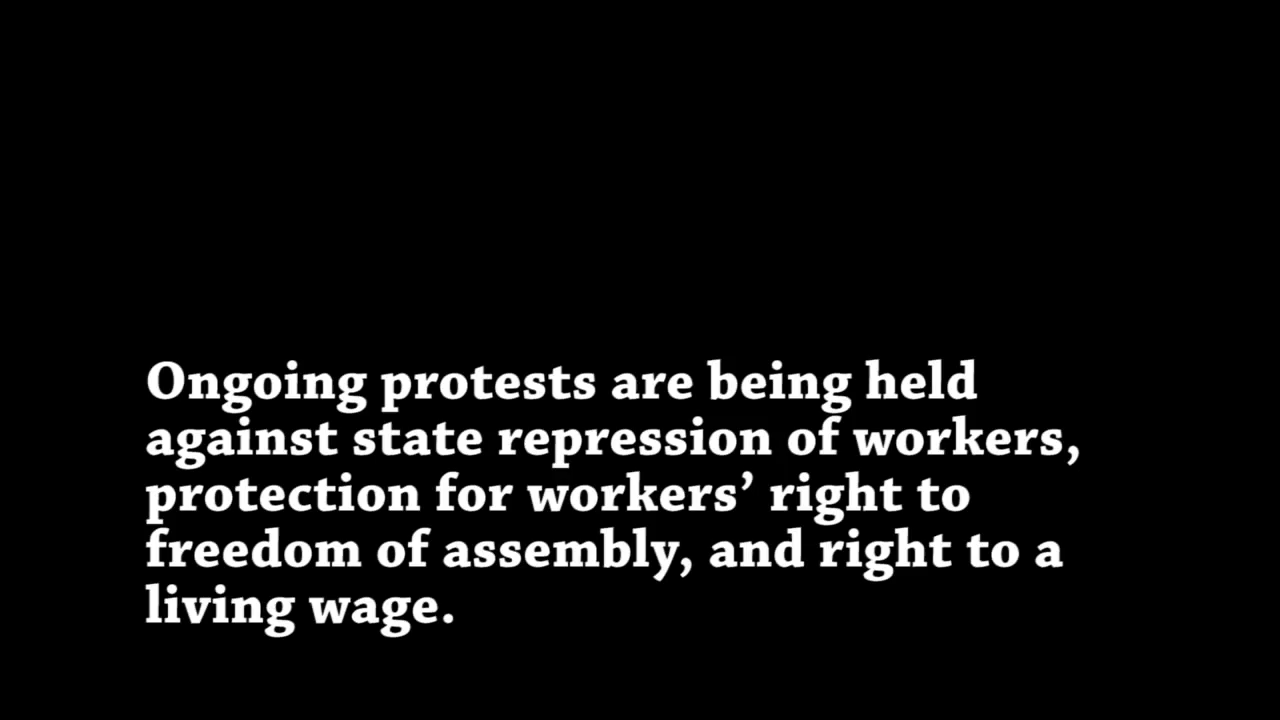 Ongoing protests are being held
against state repression of workers,
protection for workers’ right to
freedom of assembly, and right to a
living wage.